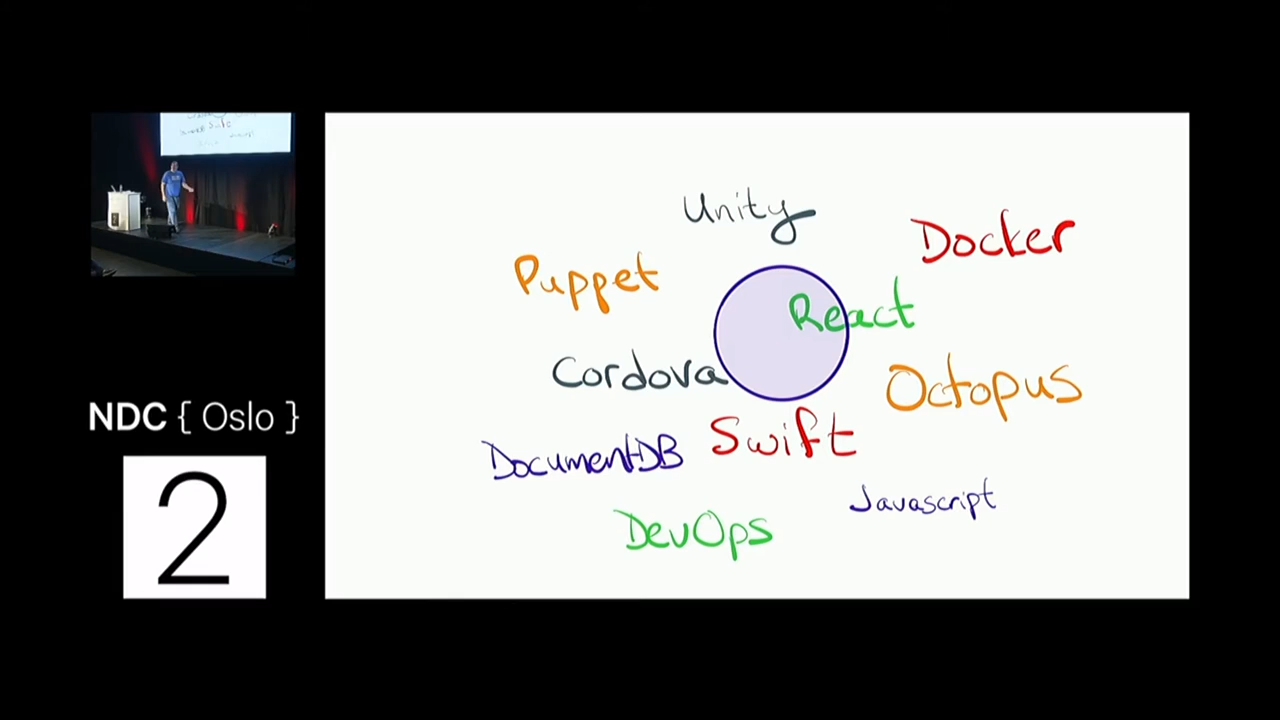 Unity
Docker
Puppet
React
Cordova
Octopus
Swift
DocumentDB
Javascript
DevOps
NDC { Oslo }
2